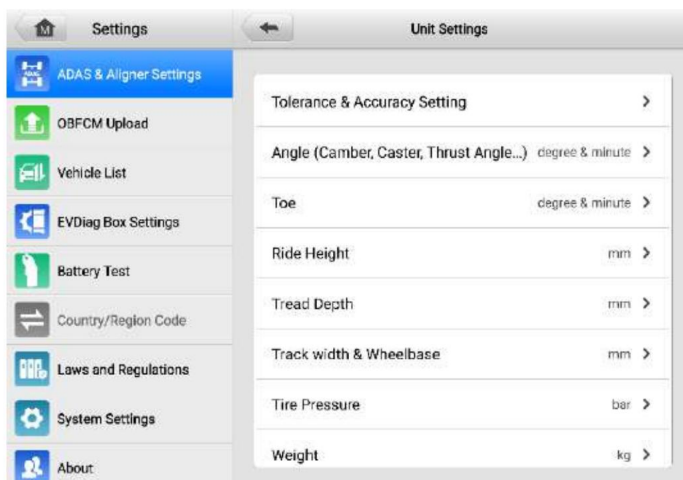 Settings
Unit Settings
ADAS & Aligner Settings
OBFCM Upload
Vehicle List
EVDiag Box Settings
Battery Test
Country/Region Code
Laws and Regulations
System Settings
About
Tolerance & Accuracy Setting
Angle (Camber, Caster, Thrust Angle...) degree & minute
Toe degree & minute
Ride Height mm
Tread Depth mm
Track width & Wheelbase mm
Tire Pressure bar
Weight kg